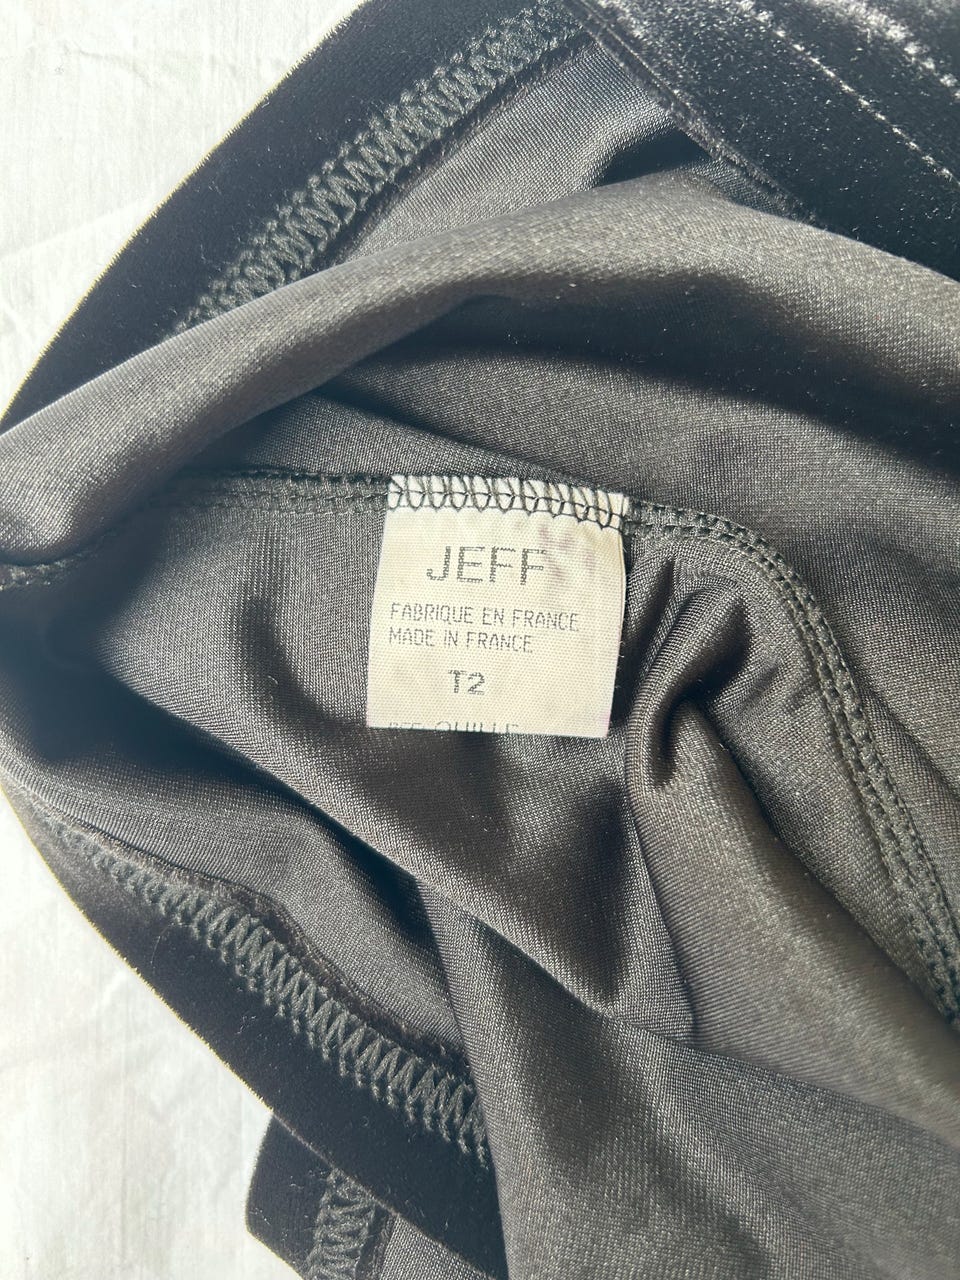 JEFF
FABRIQUE EN FRANCE
MADE IN FRANCE
T2